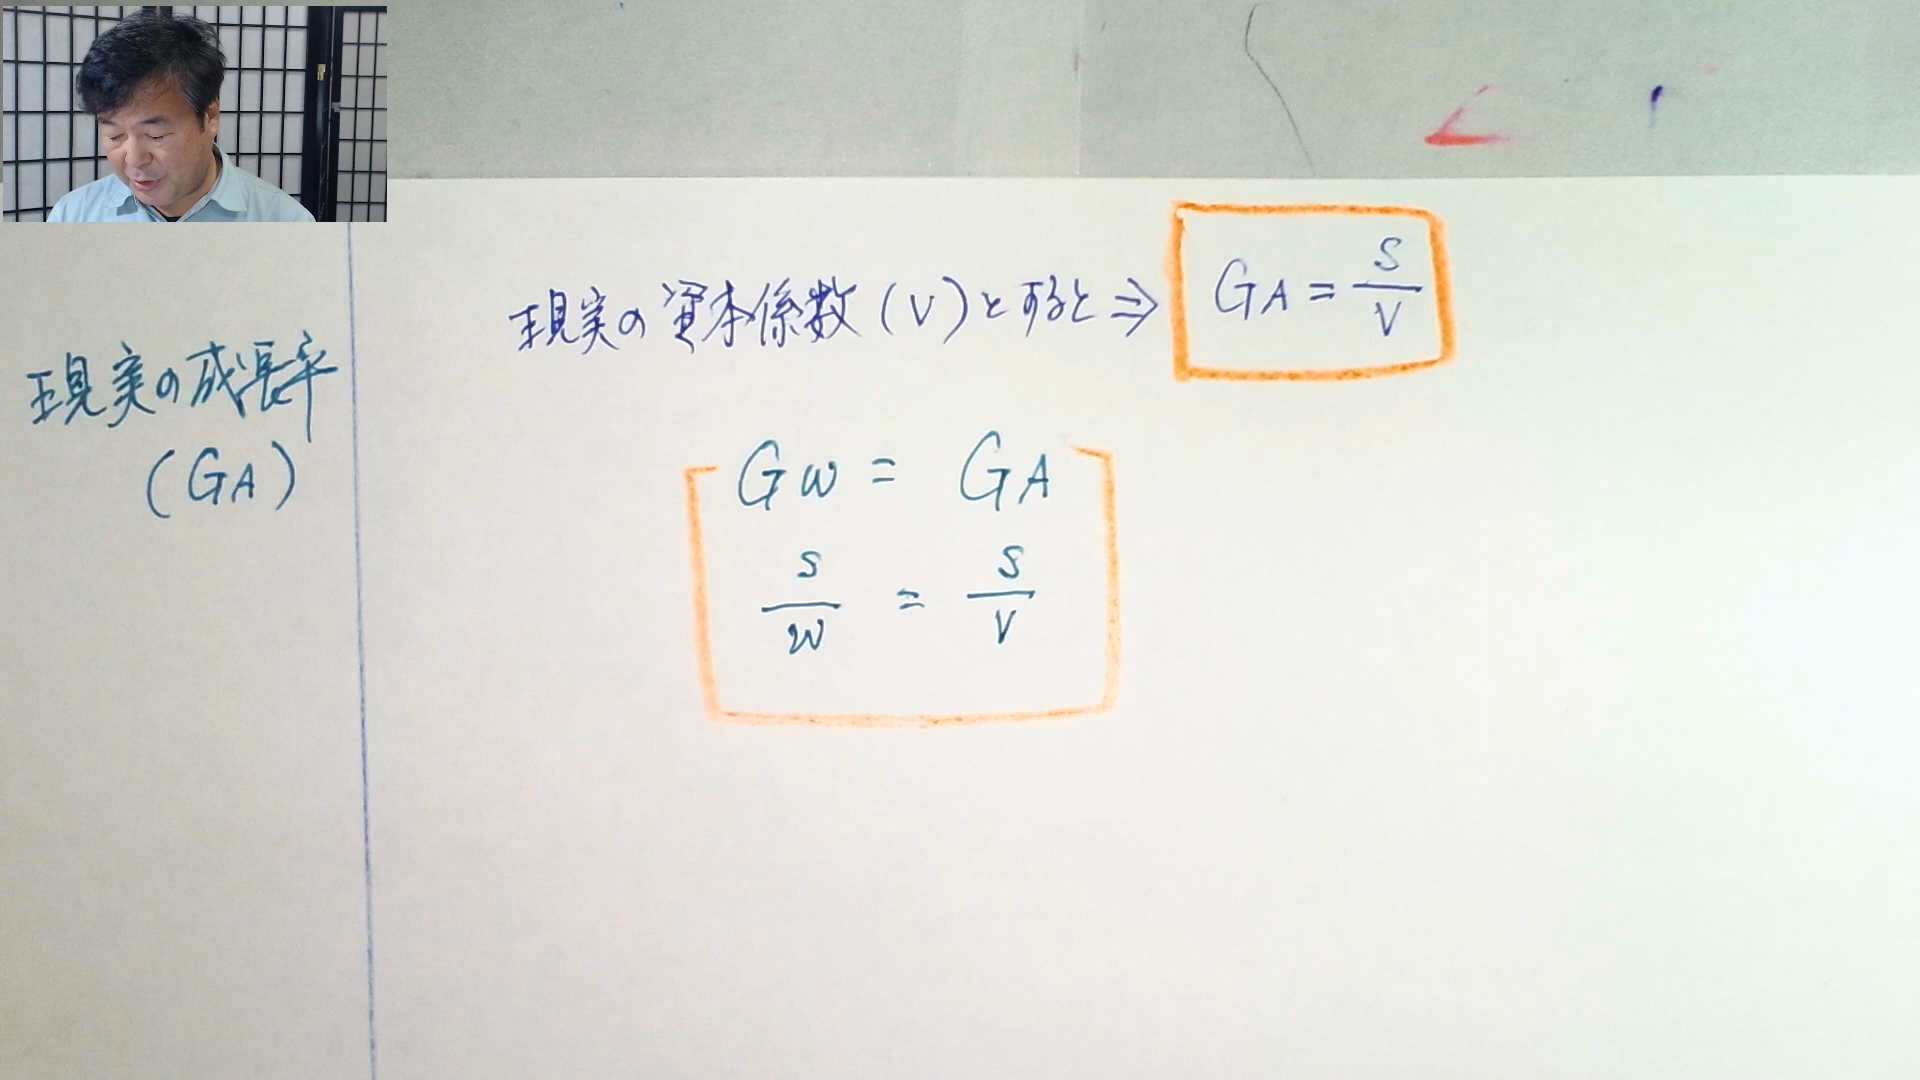 現実の成長率
(GA)
現実の資本係数(V)とすると⇒ GA = S/V
Gw = GA
s/w = s/v